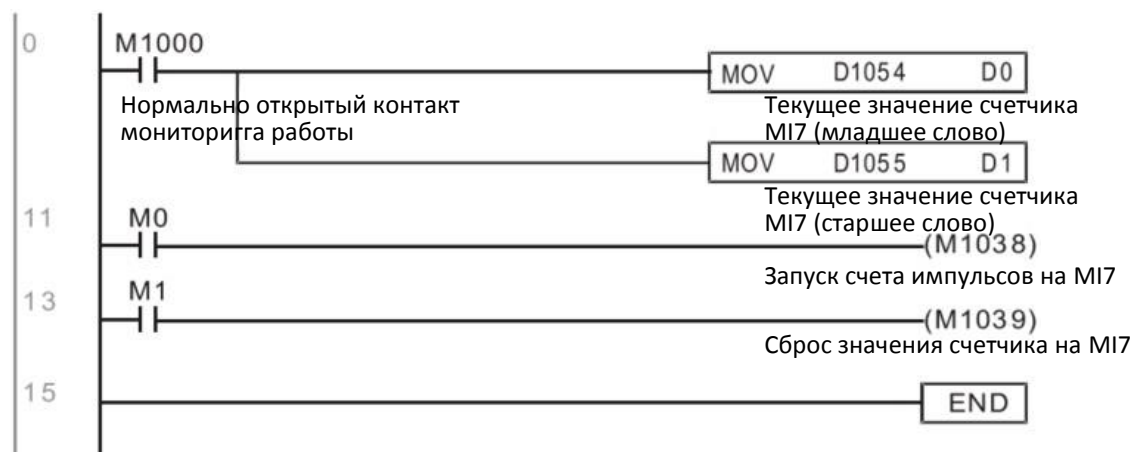 0
M1000
MOV D1054 D0
Нормально открытый контакт
мониторигга работы
Текущее значение счетчика
MI7 (младшее слово)
MOV D1055 D1
Текущее значение счетчика
MI7 (старшее слово)
11
M0
(M1038)
Запуск счета импульсов на MI7
13
M1
(M1039)
Сброс значения счетчика на MI7
15
END